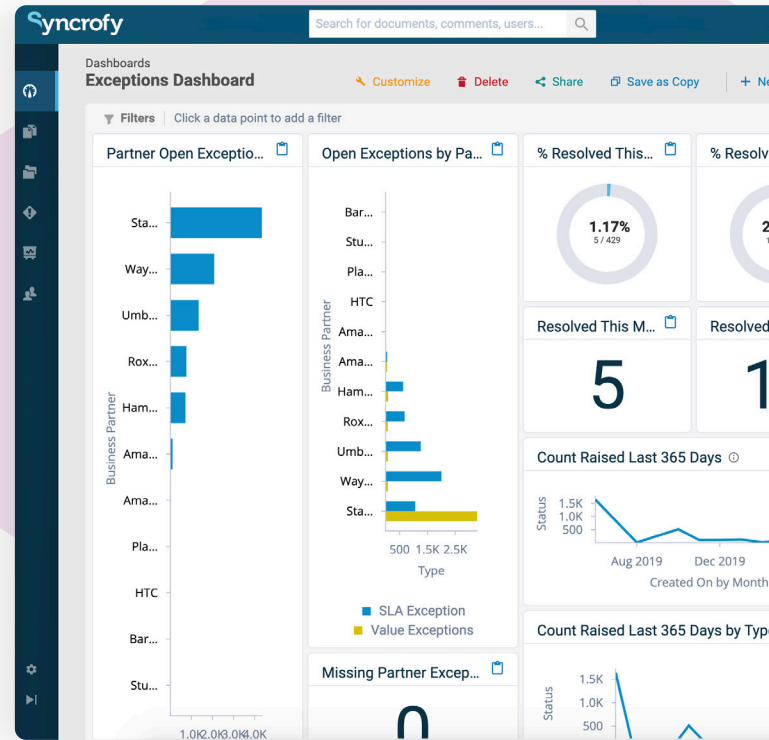 Syncrofy
Search for documents, comments, users...
Dashboards
Exceptions Dashboard
Customize
Delete
Share
Save as Copy
+ Ne
Filters
Click a data point to add a filter
Partner Open Exceptio...
Business Partner
Sta...
Way...
Umb...
Rox...
Ham...
Ama...
Ama...
Pla...
HTC
Bar...
Stu...
1.0K2.0K3.0K4.0K
Open Exceptions by Pa...
Business Partner
Bar...
Stu...
Pla...
HTC
Ama...
Ama...
Ham...
Rox...
Umb...
Way...
Sta...
500 1.5K 2.5K
Type
SLA Exception
Value Exceptions
Missing Partner Excep...
0
% Resolved This...
1.17%
5 / 429
% Resolv
2
1
Resolved This M...
5
Resolved
1
Count Raised Last 365 Days
Status
1.5K
1.0K
500
Aug 2019 Dec 2019
Created On by Month
Count Raised Last 365 Days by Type
Status
1.5K
1.0K
500